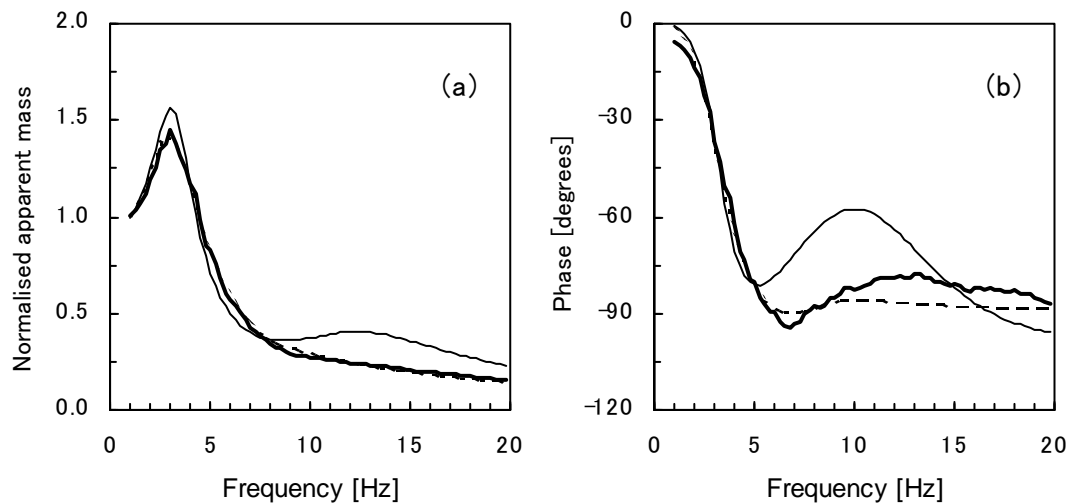 2.0
1.5
1.0
0.5
0.0
Normalised apparent mass
(a)
0 5 10 15 20
Frequency [Hz]
0
-30
-60
-90
-120
Phase [degrees]
(b)
0 5 10 15 20
Frequency [Hz]